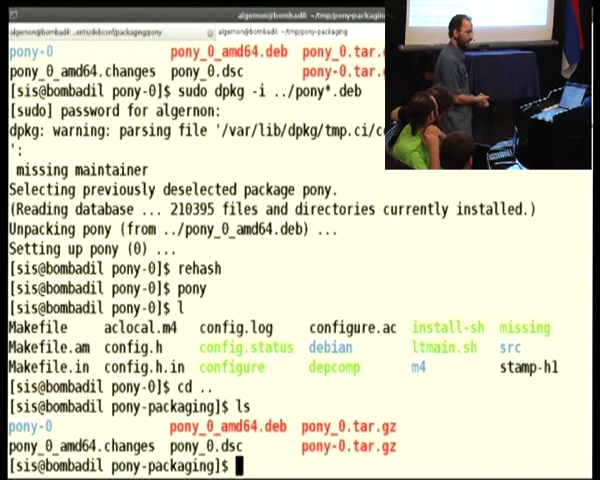 algernon@bombadil: ~/tmp/pony-packaging
algernon@bombadil: ..ents/debconf/packaging/pony algernon@bombadil: ~/tmp/pony-packaging
pony-0 pony_amd64.deb pony_0.tar.
pony_amd64.changes pony_0.dsc pony-0.tar.
[sis@bombadil pony-0]$ sudo dpkg -i ../pony*.deb
[sudo] password for algernon:
dpkg: warning: parsing file '/var/lib/dpkg/tmp.ci/c
':
missing maintainer
Selecting previously deselected package pony.
(Reading database ... 210395 files and directories currently installed.)
Unpacking pony (from ../pony_0_amd64.deb) ...
Setting up pony (0) ...
[sis@bombadil pony-0]$ rehash
[sis@bombadil pony-0]$ pony
[sis@bombadil pony-0]$ l
Makefile aclocal.m4 config.log configure.ac install-sh missing
Makefile.am config.h config.status debian ltmain.sh src
Makefile.in config.h.in configure depcomp m4 stamp-h1
[sis@bombadil pony-0]$ cd ..
[sis@bombadil pony-packaging]$ ls
pony-0 pony_0_amd64.deb pony_0.tar.gz
pony_0_amd64.changes pony_0.dsc pony-0.tar.gz
[sis@bombadil pony-packaging]$